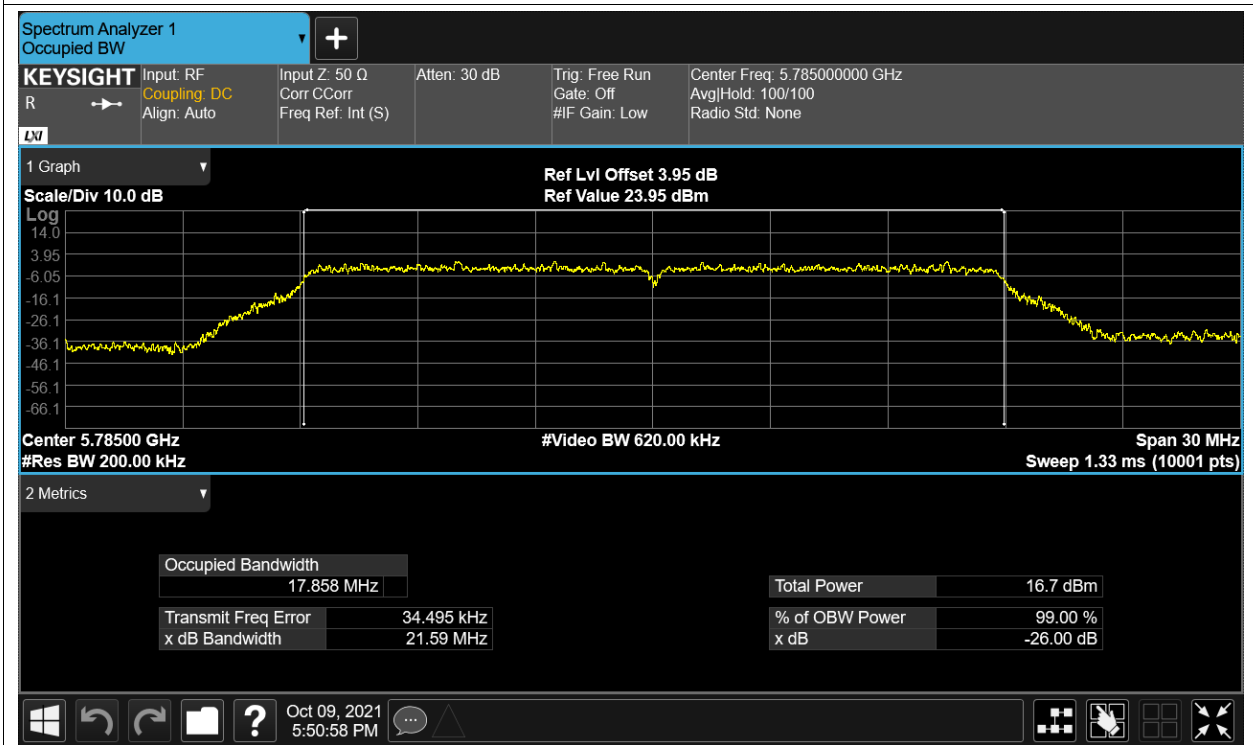 Spectrum Analyzer 1
Occupied BW
KEYSIGHT Input: RF Input Z: 50 Ω Atten: 30 dB Trig: Free Run Center Freq: 5.785000000 GHz
R Coupling: DC Corr CCorr Gate: Off Avg|Hold: 100/100
Align: Auto Freq Ref: Int (S) #IF Gain: Low Radio Std: None
LXI
1 Graph
Ref Lvl Offset 3.95 dB
Scale/Div 10.0 dB Ref Value 23.95 dBm
Log
14.0
3.95
-6.05
-16.1
-26.1
-36.1
-46.1
-56.1
-66.1
Center 5.78500 GHz #Video BW 620.00 kHz Span 30 MHz
#Res BW 200.00 kHz Sweep 1.33 ms (10001 pts)
2 Metrics
Occupied Bandwidth
17.858 MHz Total Power 16.7 dBm
Transmit Freq Error 34.495 kHz % of OBW Power 99.00 %
x dB Bandwidth 21.59 MHz x dB -26.00 dB
? Oct 09, 2021
5:50:58 PM